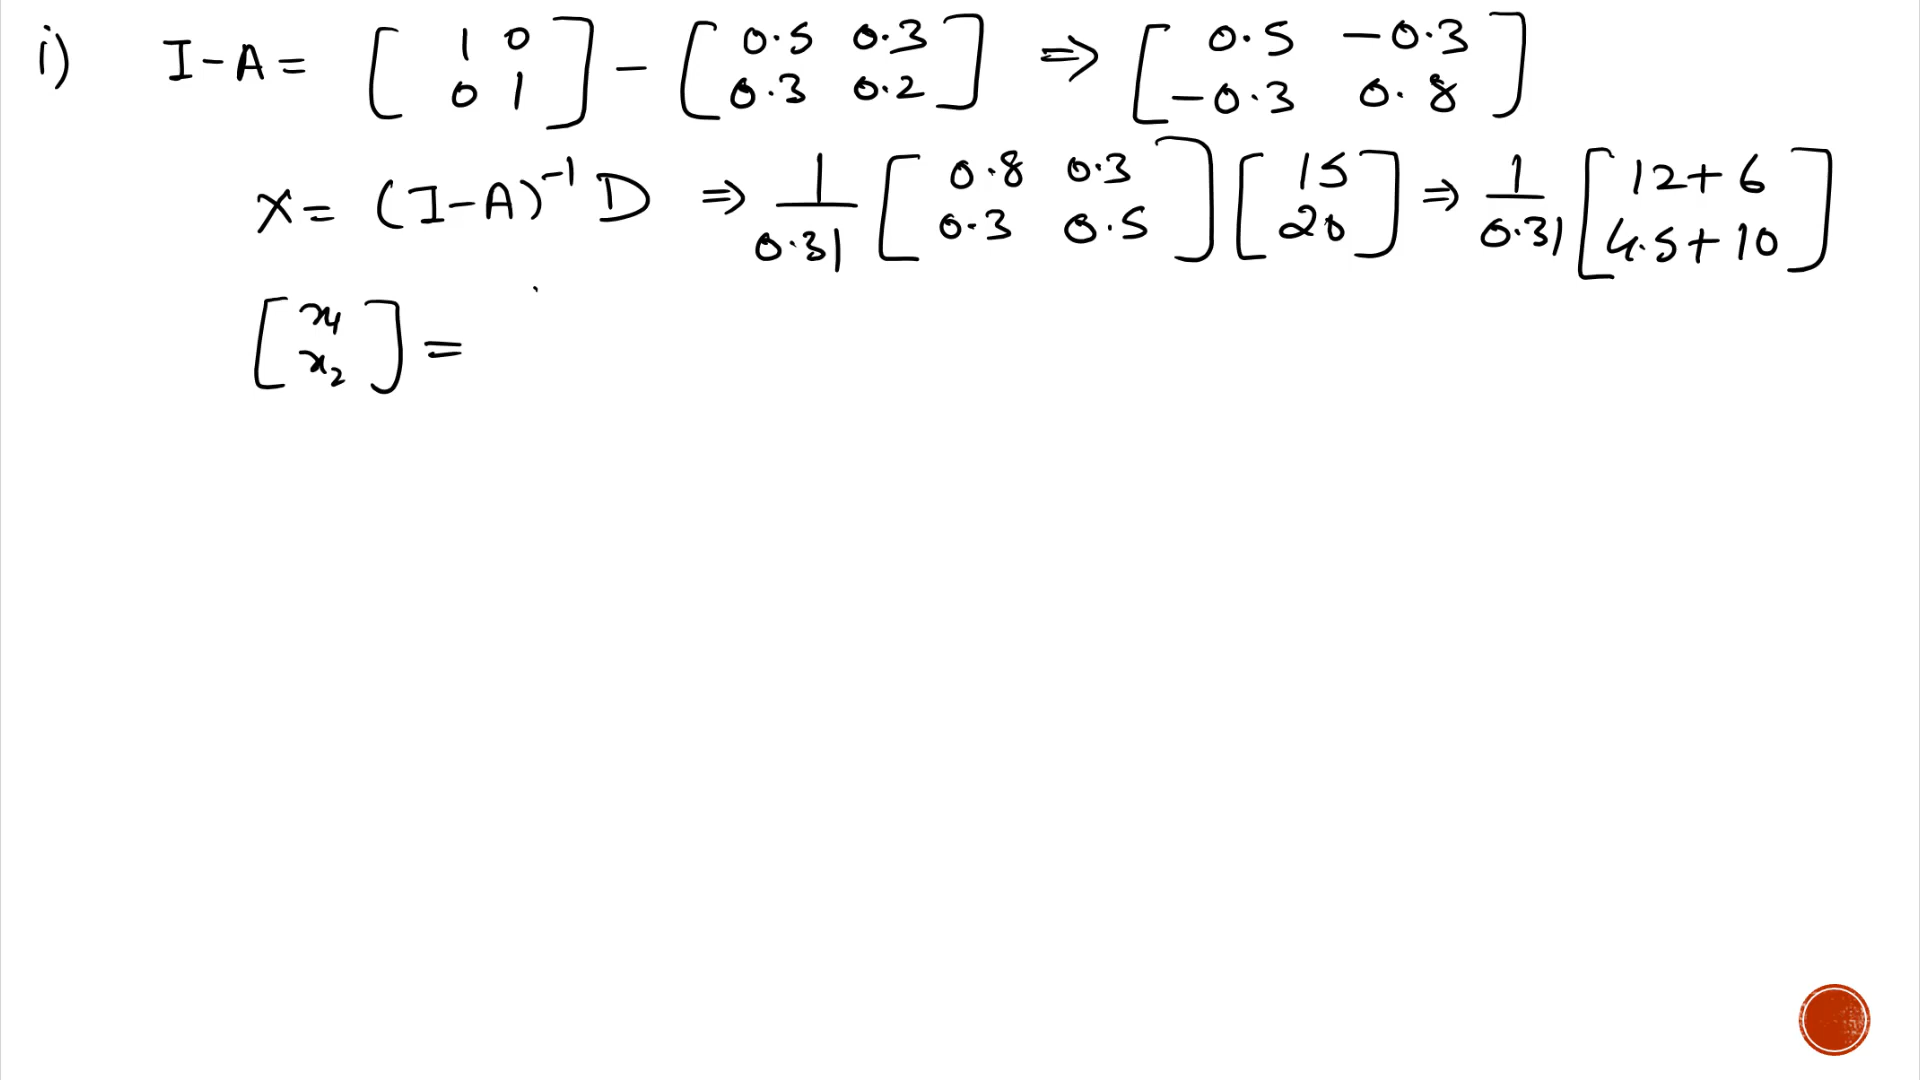 i) I-A = [1 0 0 1] - [0.5 0.3 0.3 0.2] ⇒ [0.5 -0.3 -0.3 0.8]
X = (I-A)⁻¹ D ⇒ 1/0.31 [0.8 0.3 0.3 0.5] [15 20] ⇒ 1/0.31 [12+6 4.5+10]
[x₁ x₂] =